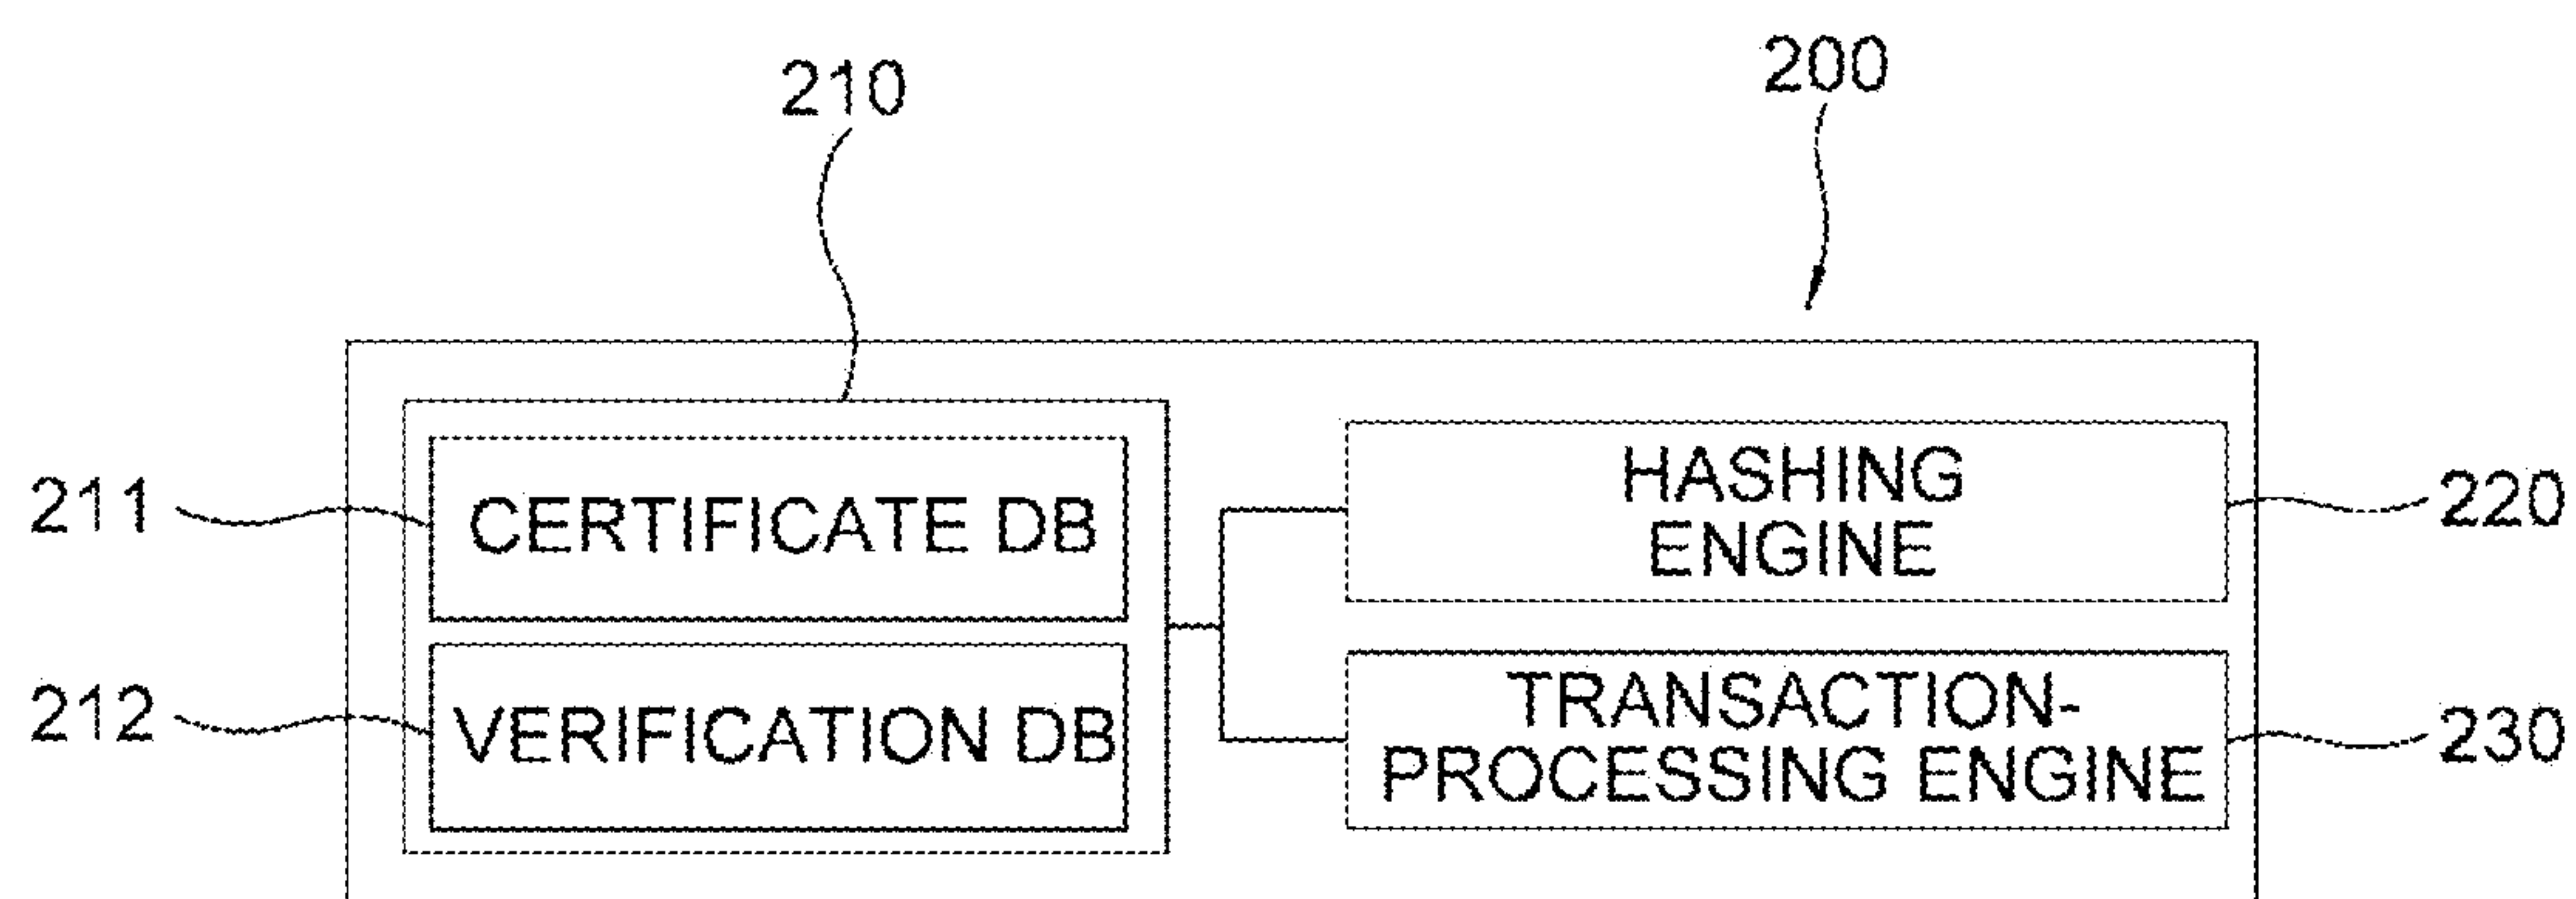 210
200
211
CERTIFICATE DB
HASHING
ENGINE
220
212
VERIFICATION DB
TRANSACTION-
PROCESSING ENGINE
230